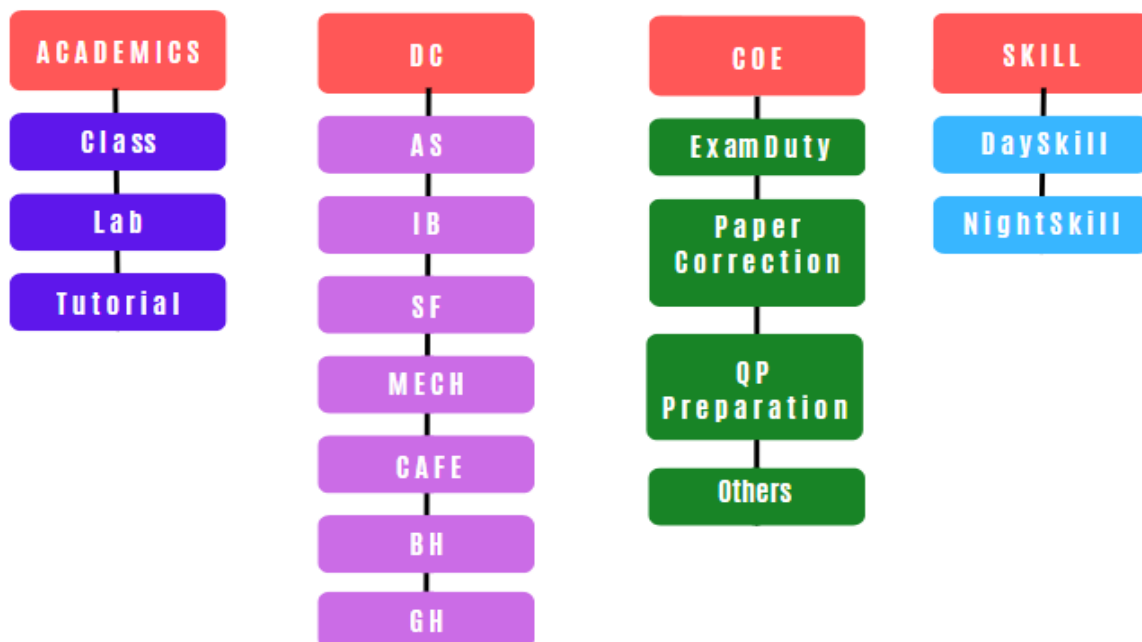 ACADEMICS
Class
Lab
Tutorial
DC
AS
IB
SF
MECH
CAFE
BH
GH
COE
ExamDuty
Paper
Correction
QP
Preparation
Others
SKILL
DaySkill
NightSkill